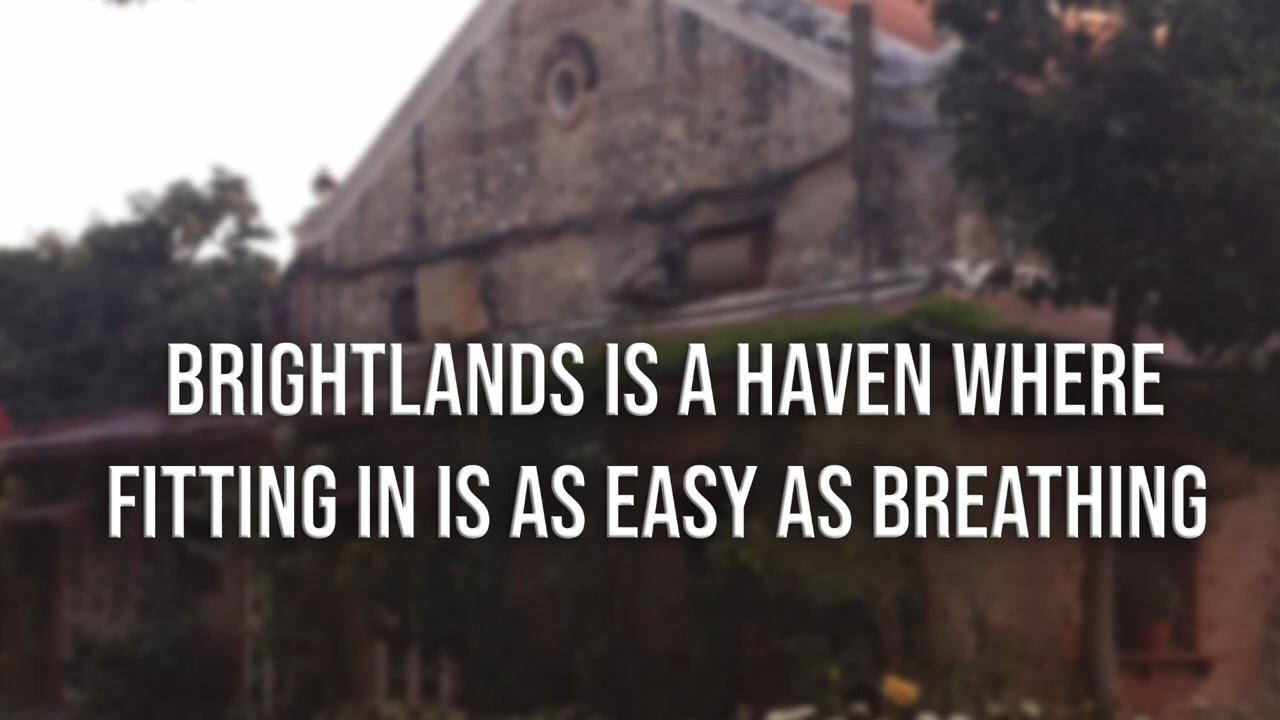 BRIGHTLANDS IS A HAVEN WHERE
FITTING IN IS AS EASY AS BREATHING